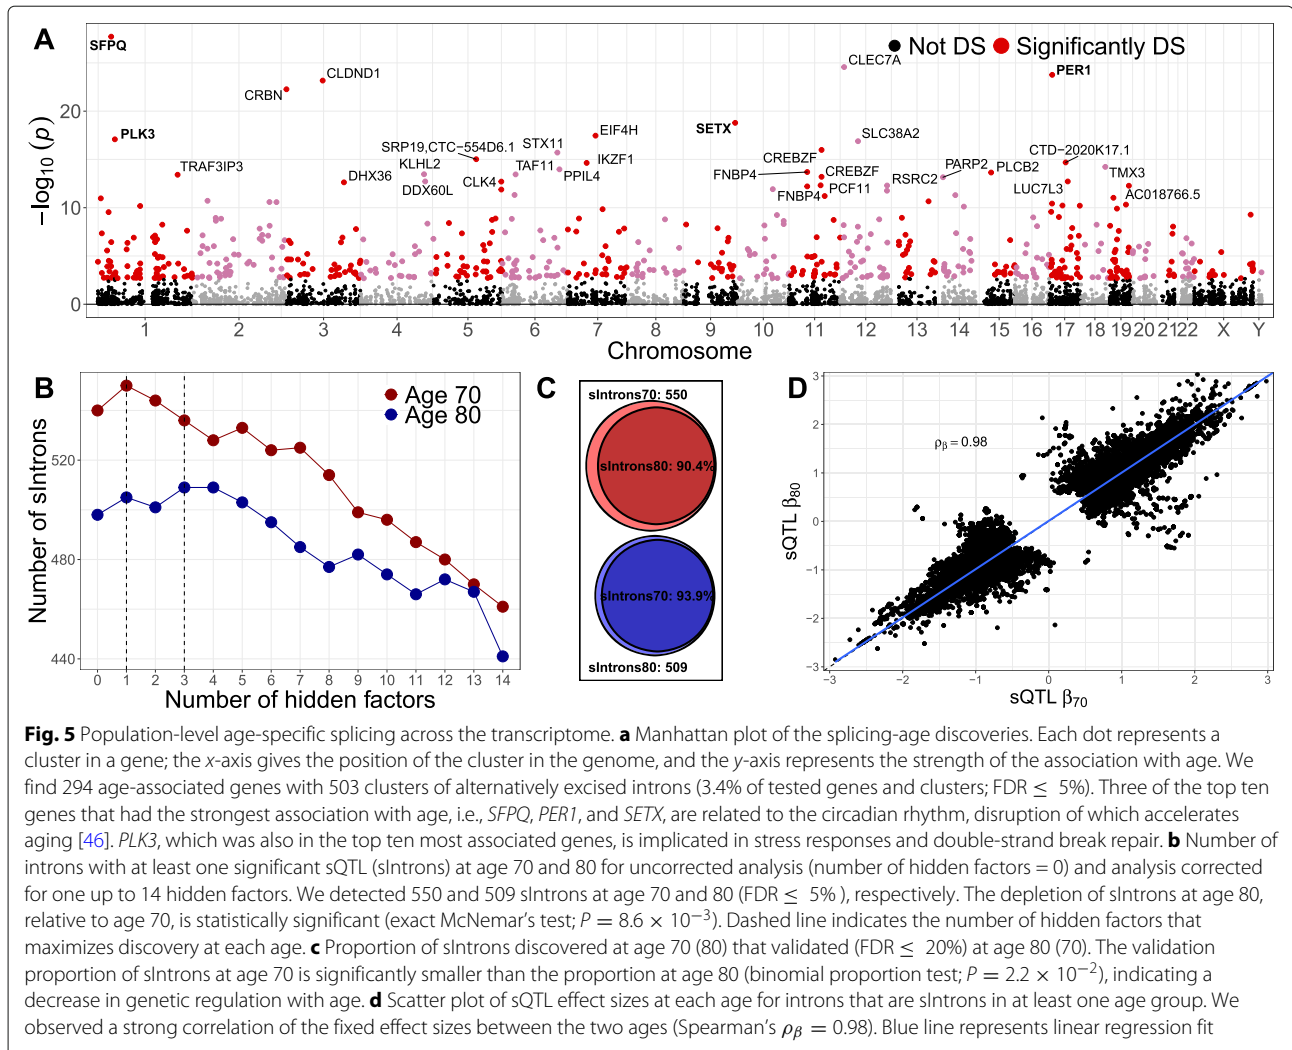 A
SFPQ
PLK3
TRAF3IP3
CRBN
CLDND1
DHX36
SRP19,CTC−554D6.1
KLHL2
DDX60L
CLK4
STX11
TAF11
PPIL4
EIF4H
IKZF1
SETX
FNBP4
CREBZF
CREBZF
FNBP4
PCF11
CLEC7A
SLC38A2
RSRC2
PARP2
PLCB2
PER1
CTD−2020K17.1
LUC7L3
TMX3
AC018766.5
Not DS
Significantly DS
−log10 (p)
20
10
0
1 2 3 4 5 6 7 8 9 10 11 12 13 14 15 16 17 18 19 20 21 22 X Y
Chromosome
B
Age 70
Age 80
Number of sIntrons
520
480
440
0 1 2 3 4 5 6 7 8 9 10 11 12 13 14
Number of hidden factors
C
sIntrons70: 550
sIntrons80: 90.4%
sIntrons70: 93.9%
sIntrons80: 509
D
ρβ = 0.98
sQTL β80
3
2
1
0
−1
−2
−3
−3 −2 −1 0 1 2 3
sQTL β70
Fig. 5 Population-level age-specific splicing across the transcriptome. a Manhattan plot of the splicing-age discoveries. Each dot represents a
cluster in a gene; the x-axis gives the position of the cluster in the genome, and the y-axis represents the strength of the association with age. We
find 294 age-associated genes with 503 clusters of alternatively excised introns (3.4% of tested genes and clusters; FDR ≤ 5%). Three of the top ten
genes that had the strongest association with age, i.e., SFPQ, PER1, and SETX, are related to the circadian rhythm, disruption of which accelerates
aging [46]. PLK3, which was also in the top ten most associated genes, is implicated in stress responses and double-strand break repair. b Number of
introns with at least one significant sQTL (sIntrons) at age 70 and 80 for uncorrected analysis (number of hidden factors = 0) and analysis corrected
for one up to 14 hidden factors. We detected 550 and 509 sIntrons at age 70 and 80 (FDR ≤ 5% ), respectively. The depletion of sIntrons at age 80,
relative to age 70, is statistically significant (exact McNemar's test; P = 8.6 × 10−3). Dashed line indicates the number of hidden factors that
maximizes discovery at each age. c Proportion of sIntrons discovered at age 70 (80) that validated (FDR ≤ 20%) at age 80 (70). The validation
proportion of sIntrons at age 70 is significantly smaller than the proportion at age 80 (binomial proportion test; P = 2.2 × 10−2), indicating a
decrease in genetic regulation with age. d Scatter plot of sQTL effect sizes at each age for introns that are sIntrons in at least one age group. We
observed a strong correlation of the fixed effect sizes between the two ages (Spearman's ρβ = 0.98). Blue line represents linear regression fit